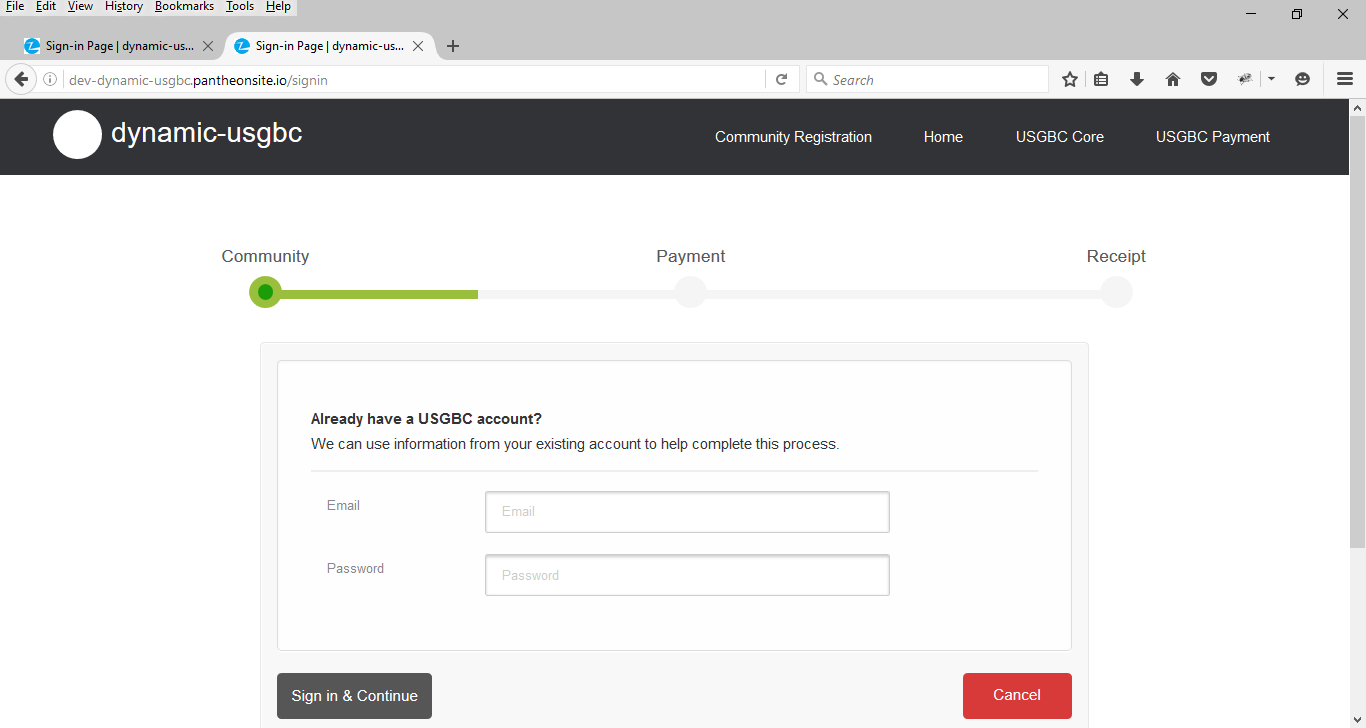 File Edit View History Bookmarks Tools Help
Sign-in Page | dynamic-us... Sign-in Page | dynamic-us...
dev-dynamic-usgbc.pantheonsite.io/signin Search
dynamic-usgbc Community Registration Home USGBC Core USGBC Payment
Community Payment Receipt
Already have a USGBC account?
We can use information from your existing account to help complete this process.
Email Email
Password Password
Sign in & Continue Cancel